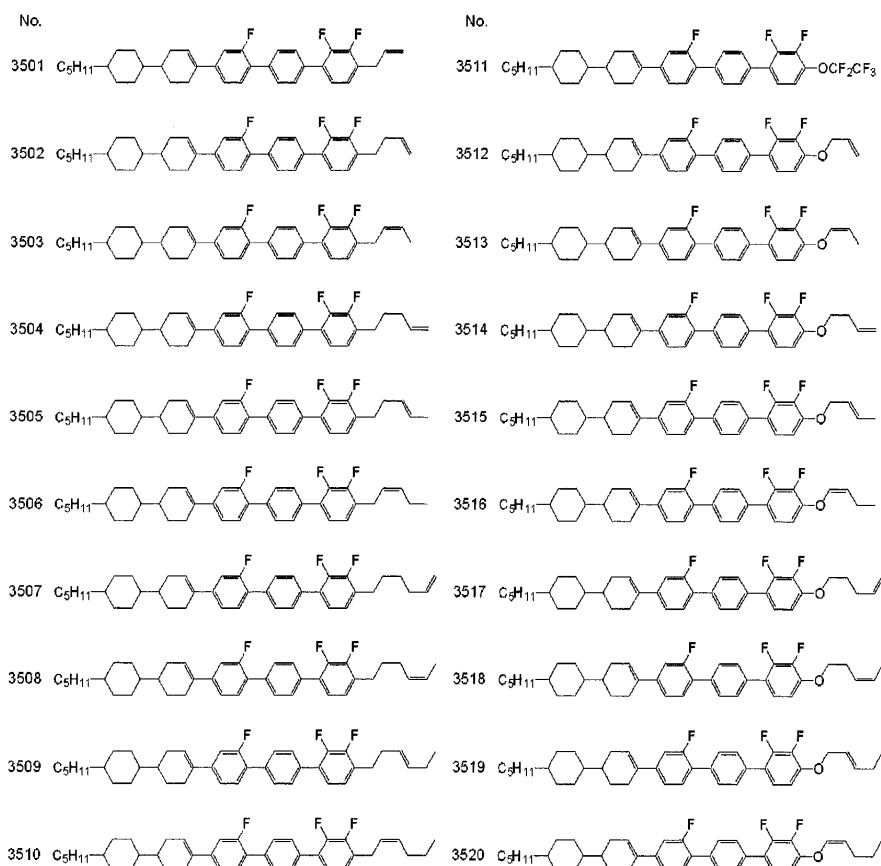 No.
F F F
3501 C5H11
F F F
3502 C5H11
F F F
3503 C5H11
F F F
3504 C5H11
F F F
3505 C5H11
F F F
3506 C5H11
F F F
3507 C5H11
F F F
3508 C5H11
F F F
3509 C5H11
F F F
3510 C5H11
No.
F F F
3511 C5H11 OCF2CF3
F F F
3512 C5H11 O
F F F
3513 C5H11 O
F F F
3514 C5H11 O
F F F
3515 C5H11 O
F F F
3516 C5H11 O
F F F
3517 C5H11 O
F F F
3518 C5H11 O
F F F
3519 C5H11 O
F F F
3520 C5H11 O